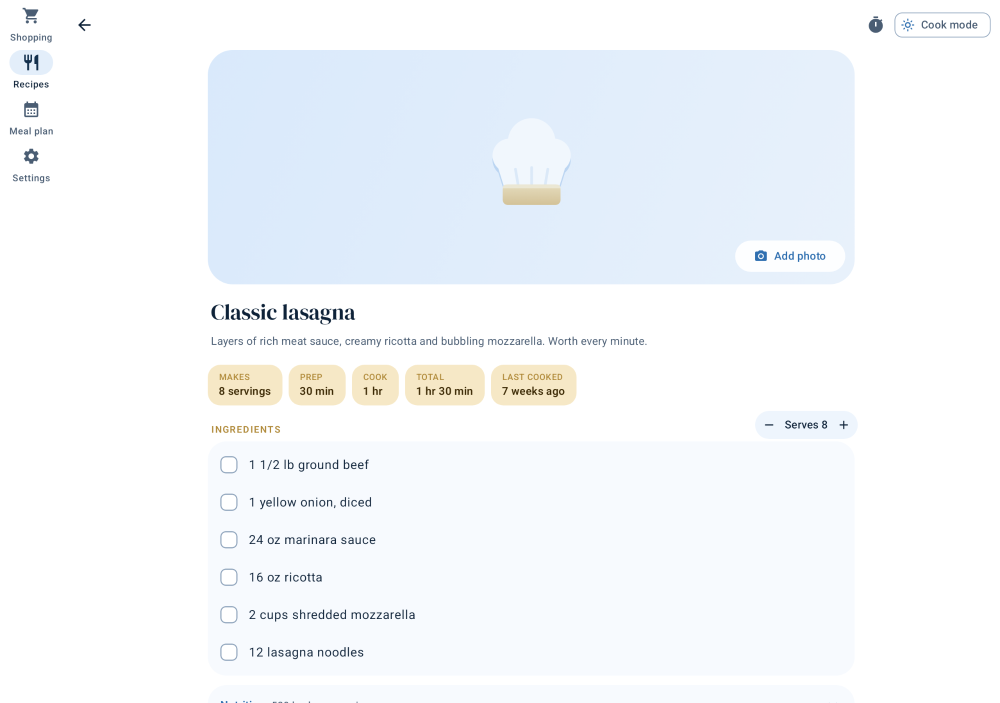 Shopping
Recipes
Meal plan
Settings
Cook mode
Add photo
Classic lasagna
Layers of rich meat sauce, creamy ricotta and bubbling mozzarella. Worth every minute.
MAKES
8 servings
PREP
30 min
COOK
1 hr
TOTAL
1 hr 30 min
LAST COOKED
7 weeks ago
INGREDIENTS
Serves 8
1 1/2 lb ground beef
1 yellow onion, diced
24 oz marinara sauce
16 oz ricotta
2 cups shredded mozzarella
12 lasagna noodles